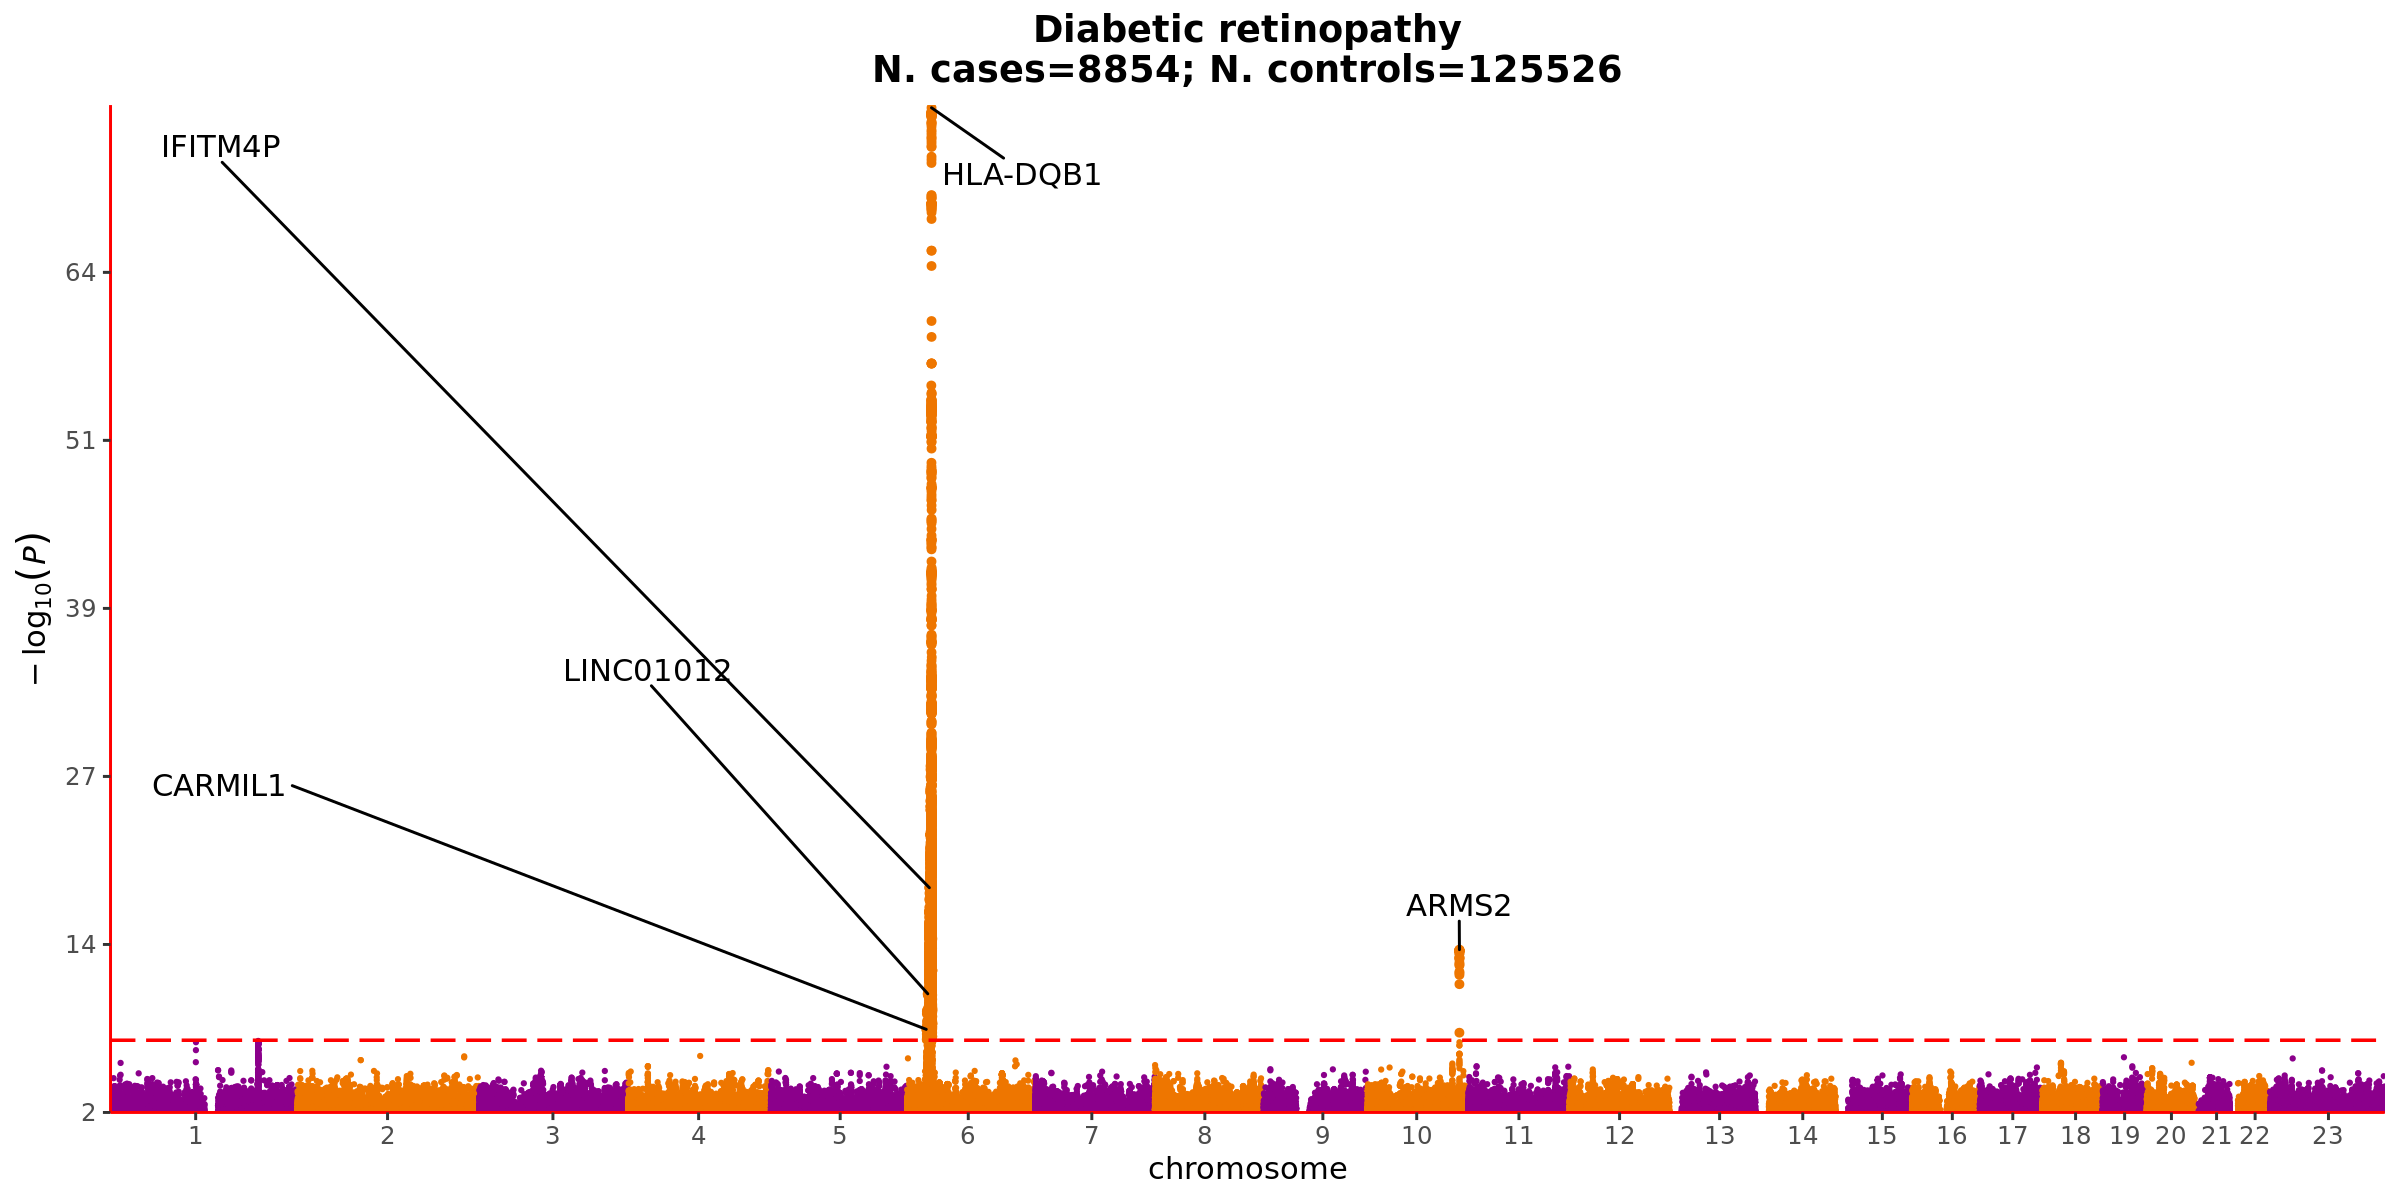 Diabetic retinopathy
N. cases=8854; N. controls=125526
IFITM4P
HLA-DQB1
LINC01012
CARMIL1
ARMS2
− log10(P)
64
51
39
27
14
2
1 2 3 4 5 6 7 8 9 10 11 12 13 14 15 16 17 18 19 20 21 22 23
chromosome